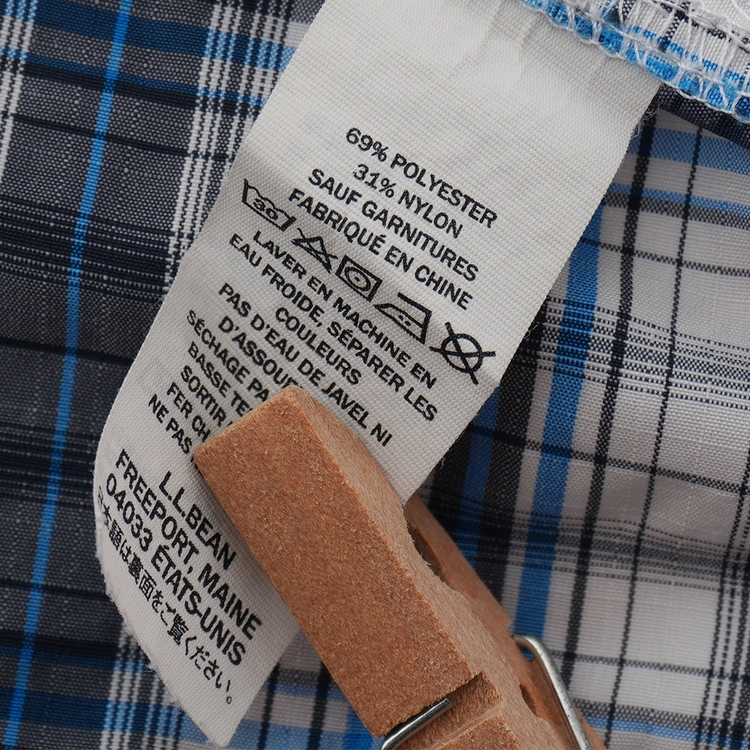 69% POLYESTER
31% NYLON
SAUF GARNITURES
FABRIQUÉ EN CHINE
30
LAVER EN MACHINE EN
EAU FROIDE, SÉPARER LES
COULEURS
PAS D'EAU DE JAVEL NI
D'ASSOU
SÉCHAGE PA
BASSE TE
SORTIR
FER CH
NE PAS
L.L.BEAN
FREEPORT, MAINE
04033 ÉTATS-UNIS
日本語は裏面をご覧ください。